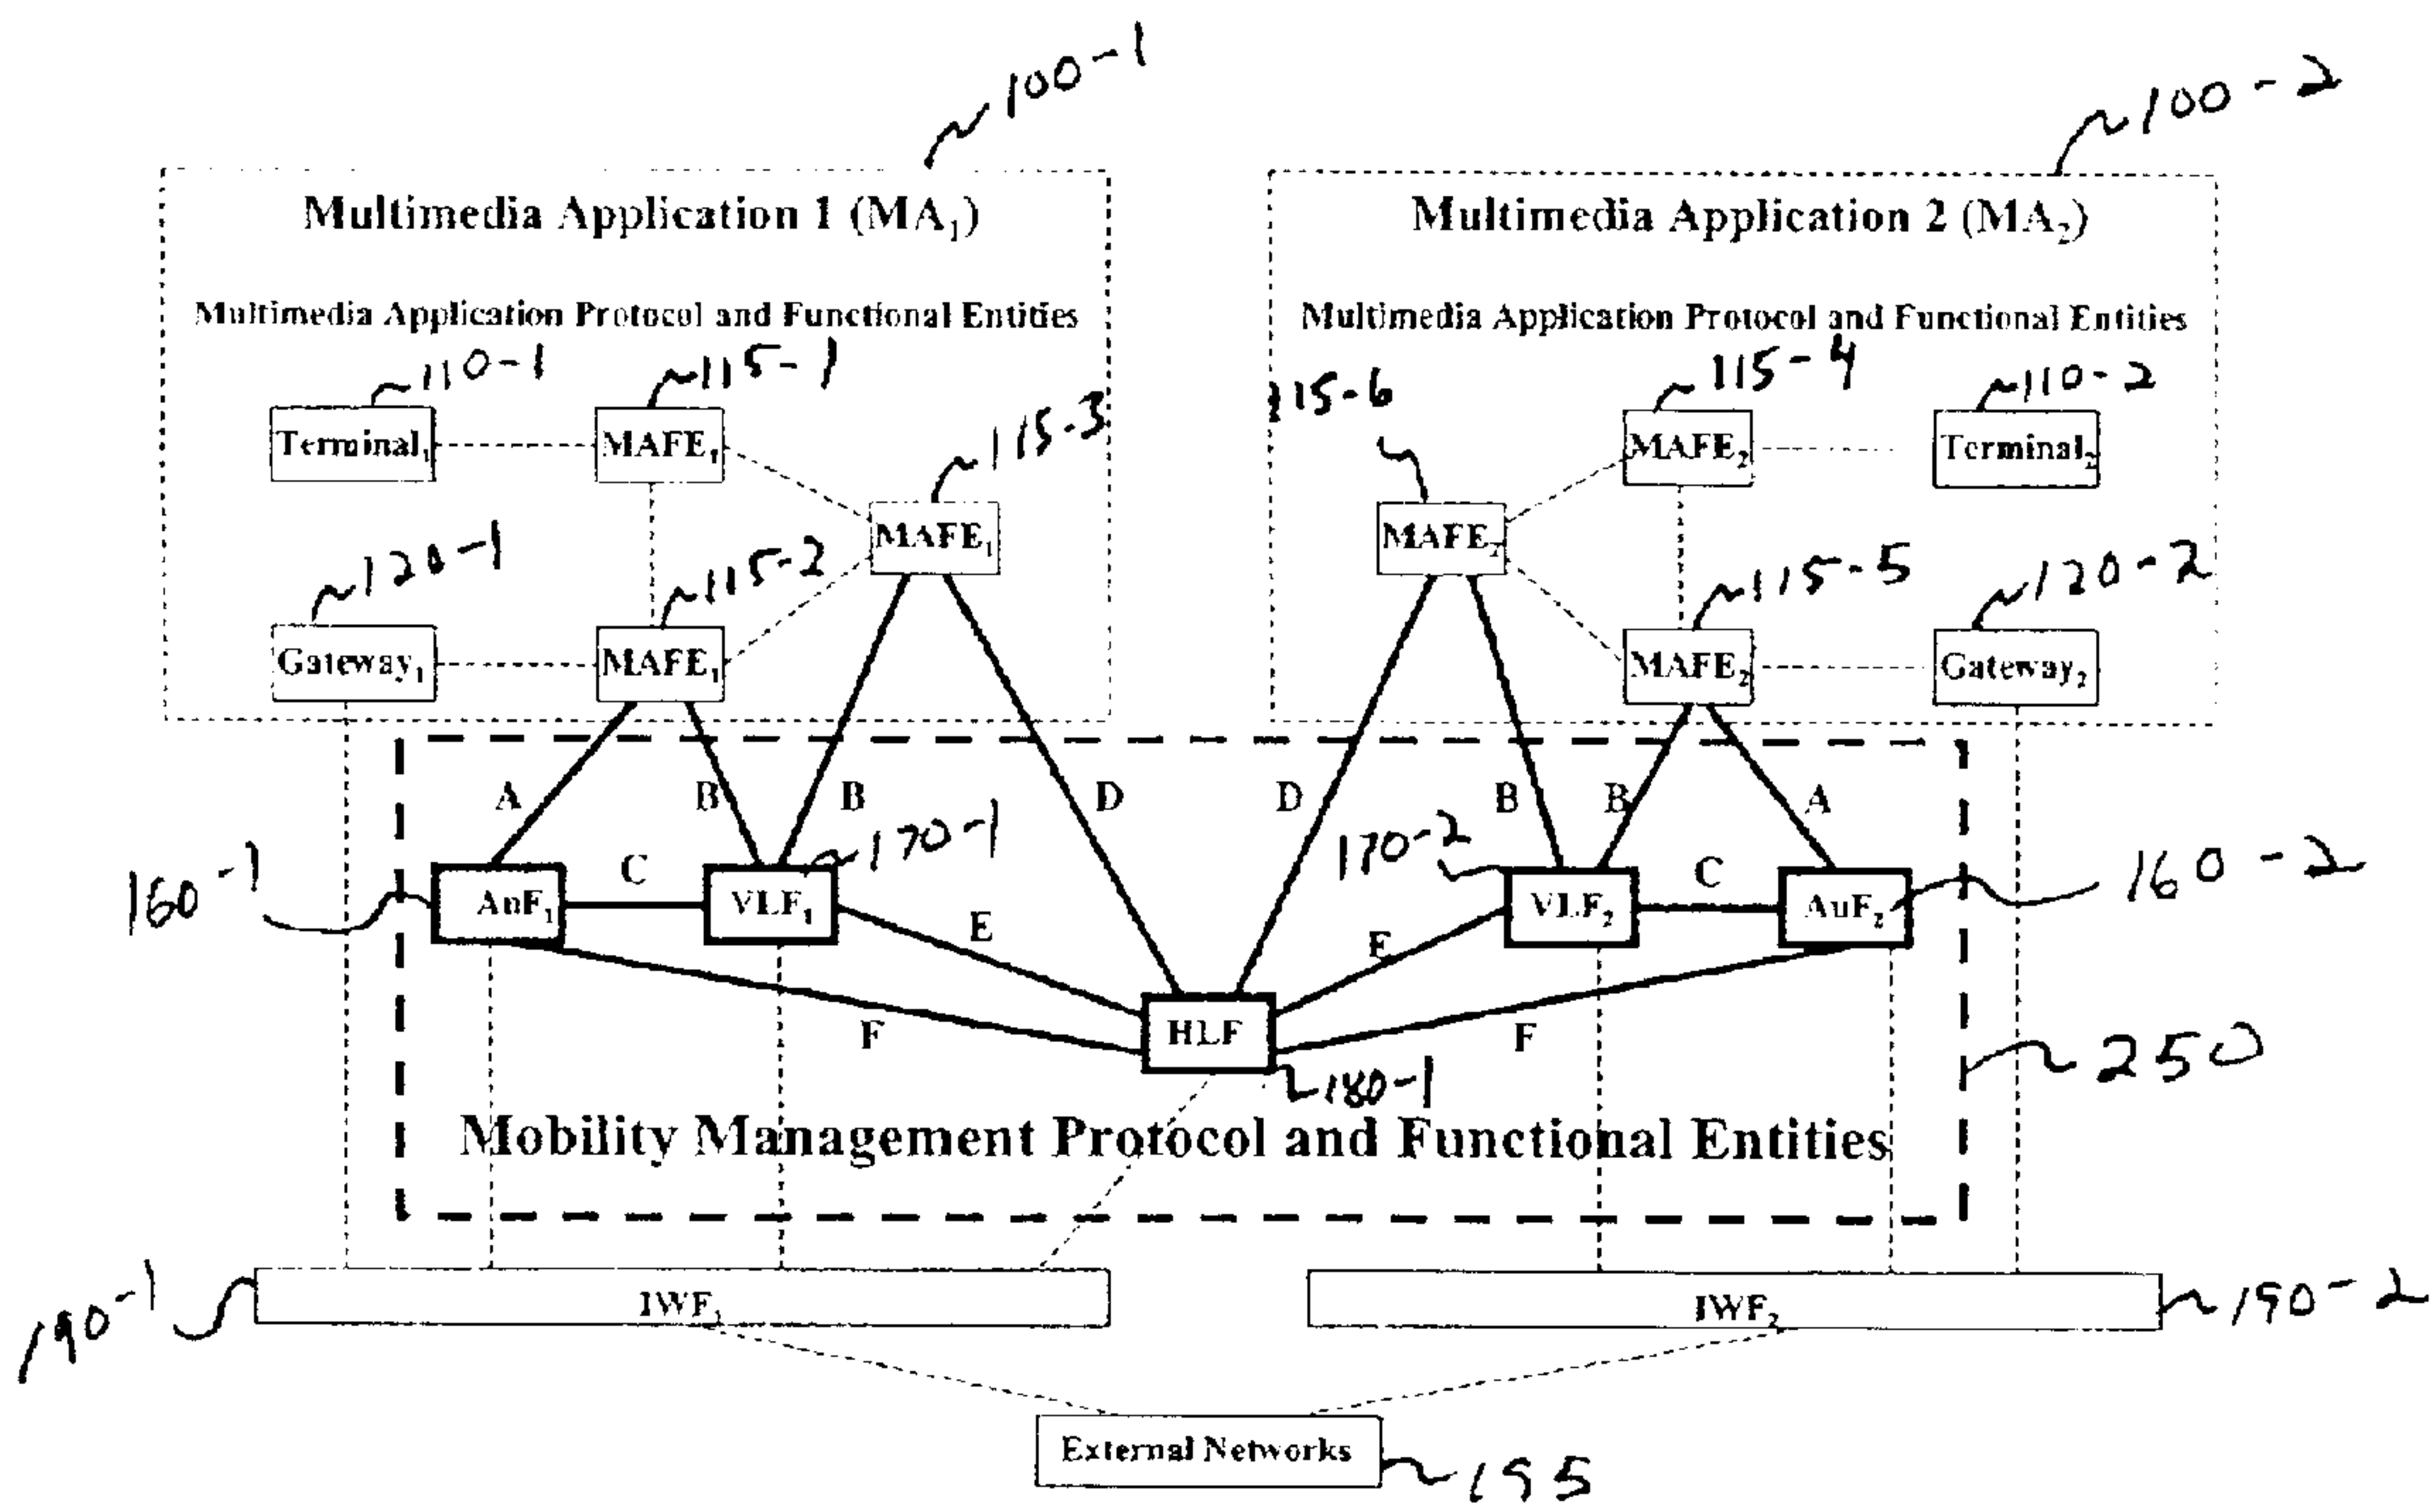 100-1
100-2
Multimedia Application 1 (MA₁)
Multimedia Application 2 (MA₂)
Multimedia Application Protocol and Functional Entities
Multimedia Application Protocol and Functional Entities
110-1
115-1
115-3
115-6
115-4
110-2
Terminal₁
MAFE₁
MAFE₂
Terminal₂
MAFE₁
MAFE₂
120-1
115-2
115-5
120-2
Gateway₁
MAFE₁
MAFE₂
Gateway₂
A
B
B
D
D
B
B
A
170-1
170-2
160-1
160-2
C
C
AuF₁
VLF₁
VLF₂
AuF₂
E
E
F
HLF
F
250
180-1
Mobility Management Protocol and Functional Entities
190-1
IWF₁
IWF₂
190-2
External Networks
195